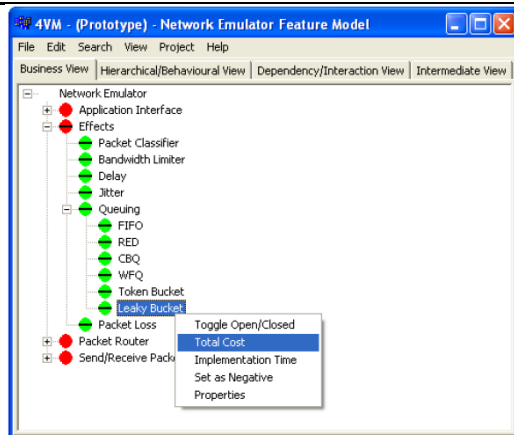 4VM - (Prototype) - Network Emulator Feature Model
File Edit Search View Project Help
Business View Hierarchical/Behavioural View Dependency/Interaction View Intermediate View
Network Emulator
Application Interface
Effects
Packet Classifier
Bandwidth Limiter
Delay
Jitter
Queuing
FIFO
RED
CBQ
WFQ
Token Bucket
Leaky Bucket
Packet Loss Toggle Open/Closed
Packet Router Total Cost
Send/Receive Pack Implementation Time
Set as Negative
Properties